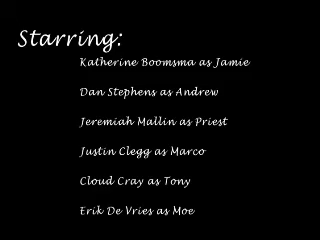 Starring:
Katherine Boomsma as Jamie
Dan Stephens as Andrew
Jeremiah Mallin as Priest
Justin Clegg as Marco
Cloud Cray as Tony
Erik De Vries as Moe